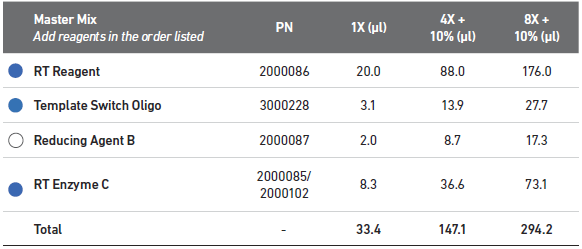 Master Mix
Add reagents in the order listed
PN
1X (µl)
4X +
10% (µl)
8X +
10% (µl)
RT Reagent 2000086 20.0 88.0 176.0
Template Switch Oligo 3000228 3.1 13.9 27.7
Reducing Agent B 2000087 2.0 8.7 17.3
RT Enzyme C 2000085/
2000102 8.3 36.6 73.1
Total - 33.4 147.1 294.2